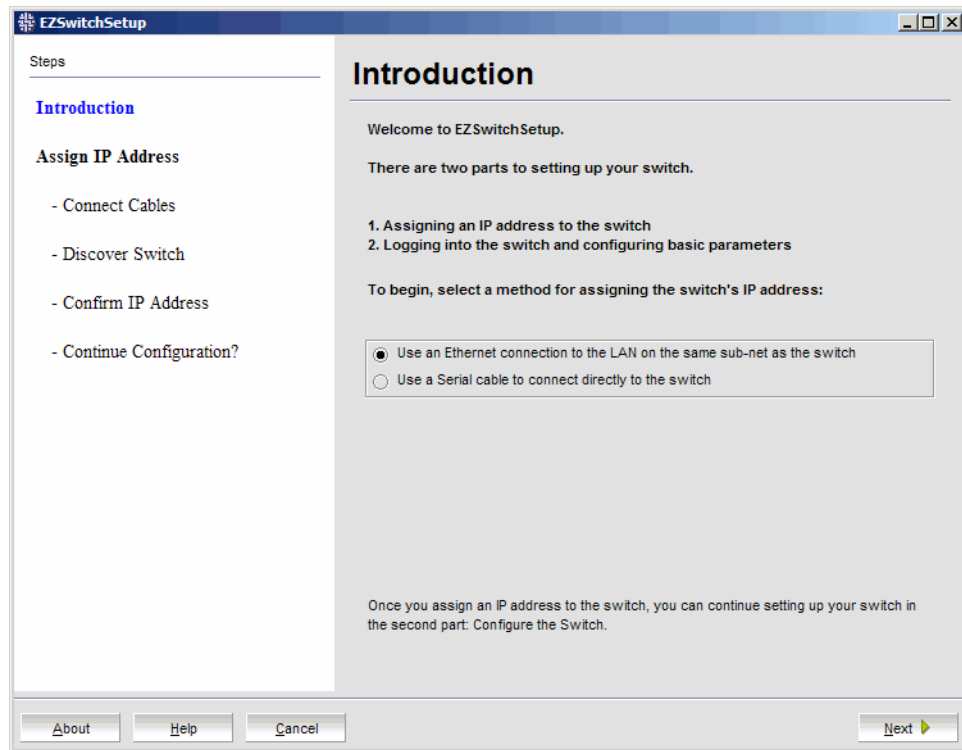 EZSwitchSetup
Steps
Introduction
Assign IP Address
- Connect Cables
- Discover Switch
- Confirm IP Address
- Continue Configuration?
Introduction
Welcome to EZSwitchSetup.
There are two parts to setting up your switch.
1. Assigning an IP address to the switch
2. Logging into the switch and configuring basic parameters
To begin, select a method for assigning the switch's IP address:
Use an Ethernet connection to the LAN on the same sub-net as the switch
Use a Serial cable to connect directly to the switch
Once you assign an IP address to the switch, you can continue setting up your switch in
the second part: Configure the Switch.
About
Help
Cancel
Next